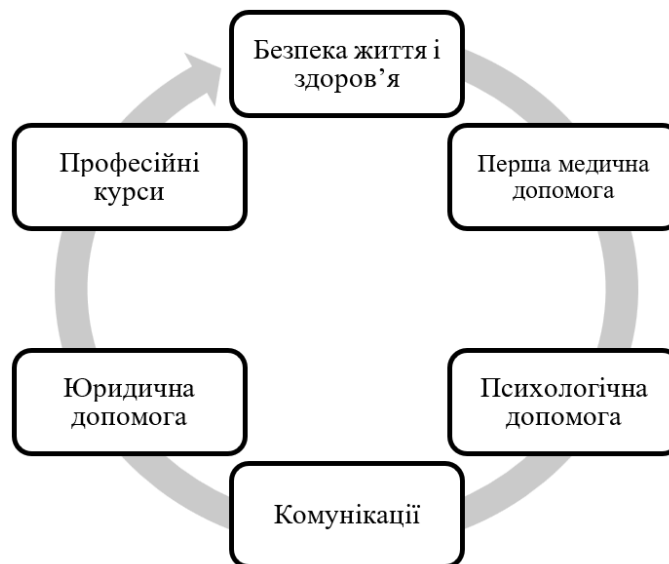 Безпека життя і
здоров’я
Перша медична
допомога
Психологічна
допомога
Комунікації
Юридична
допомога
Професійні
курси